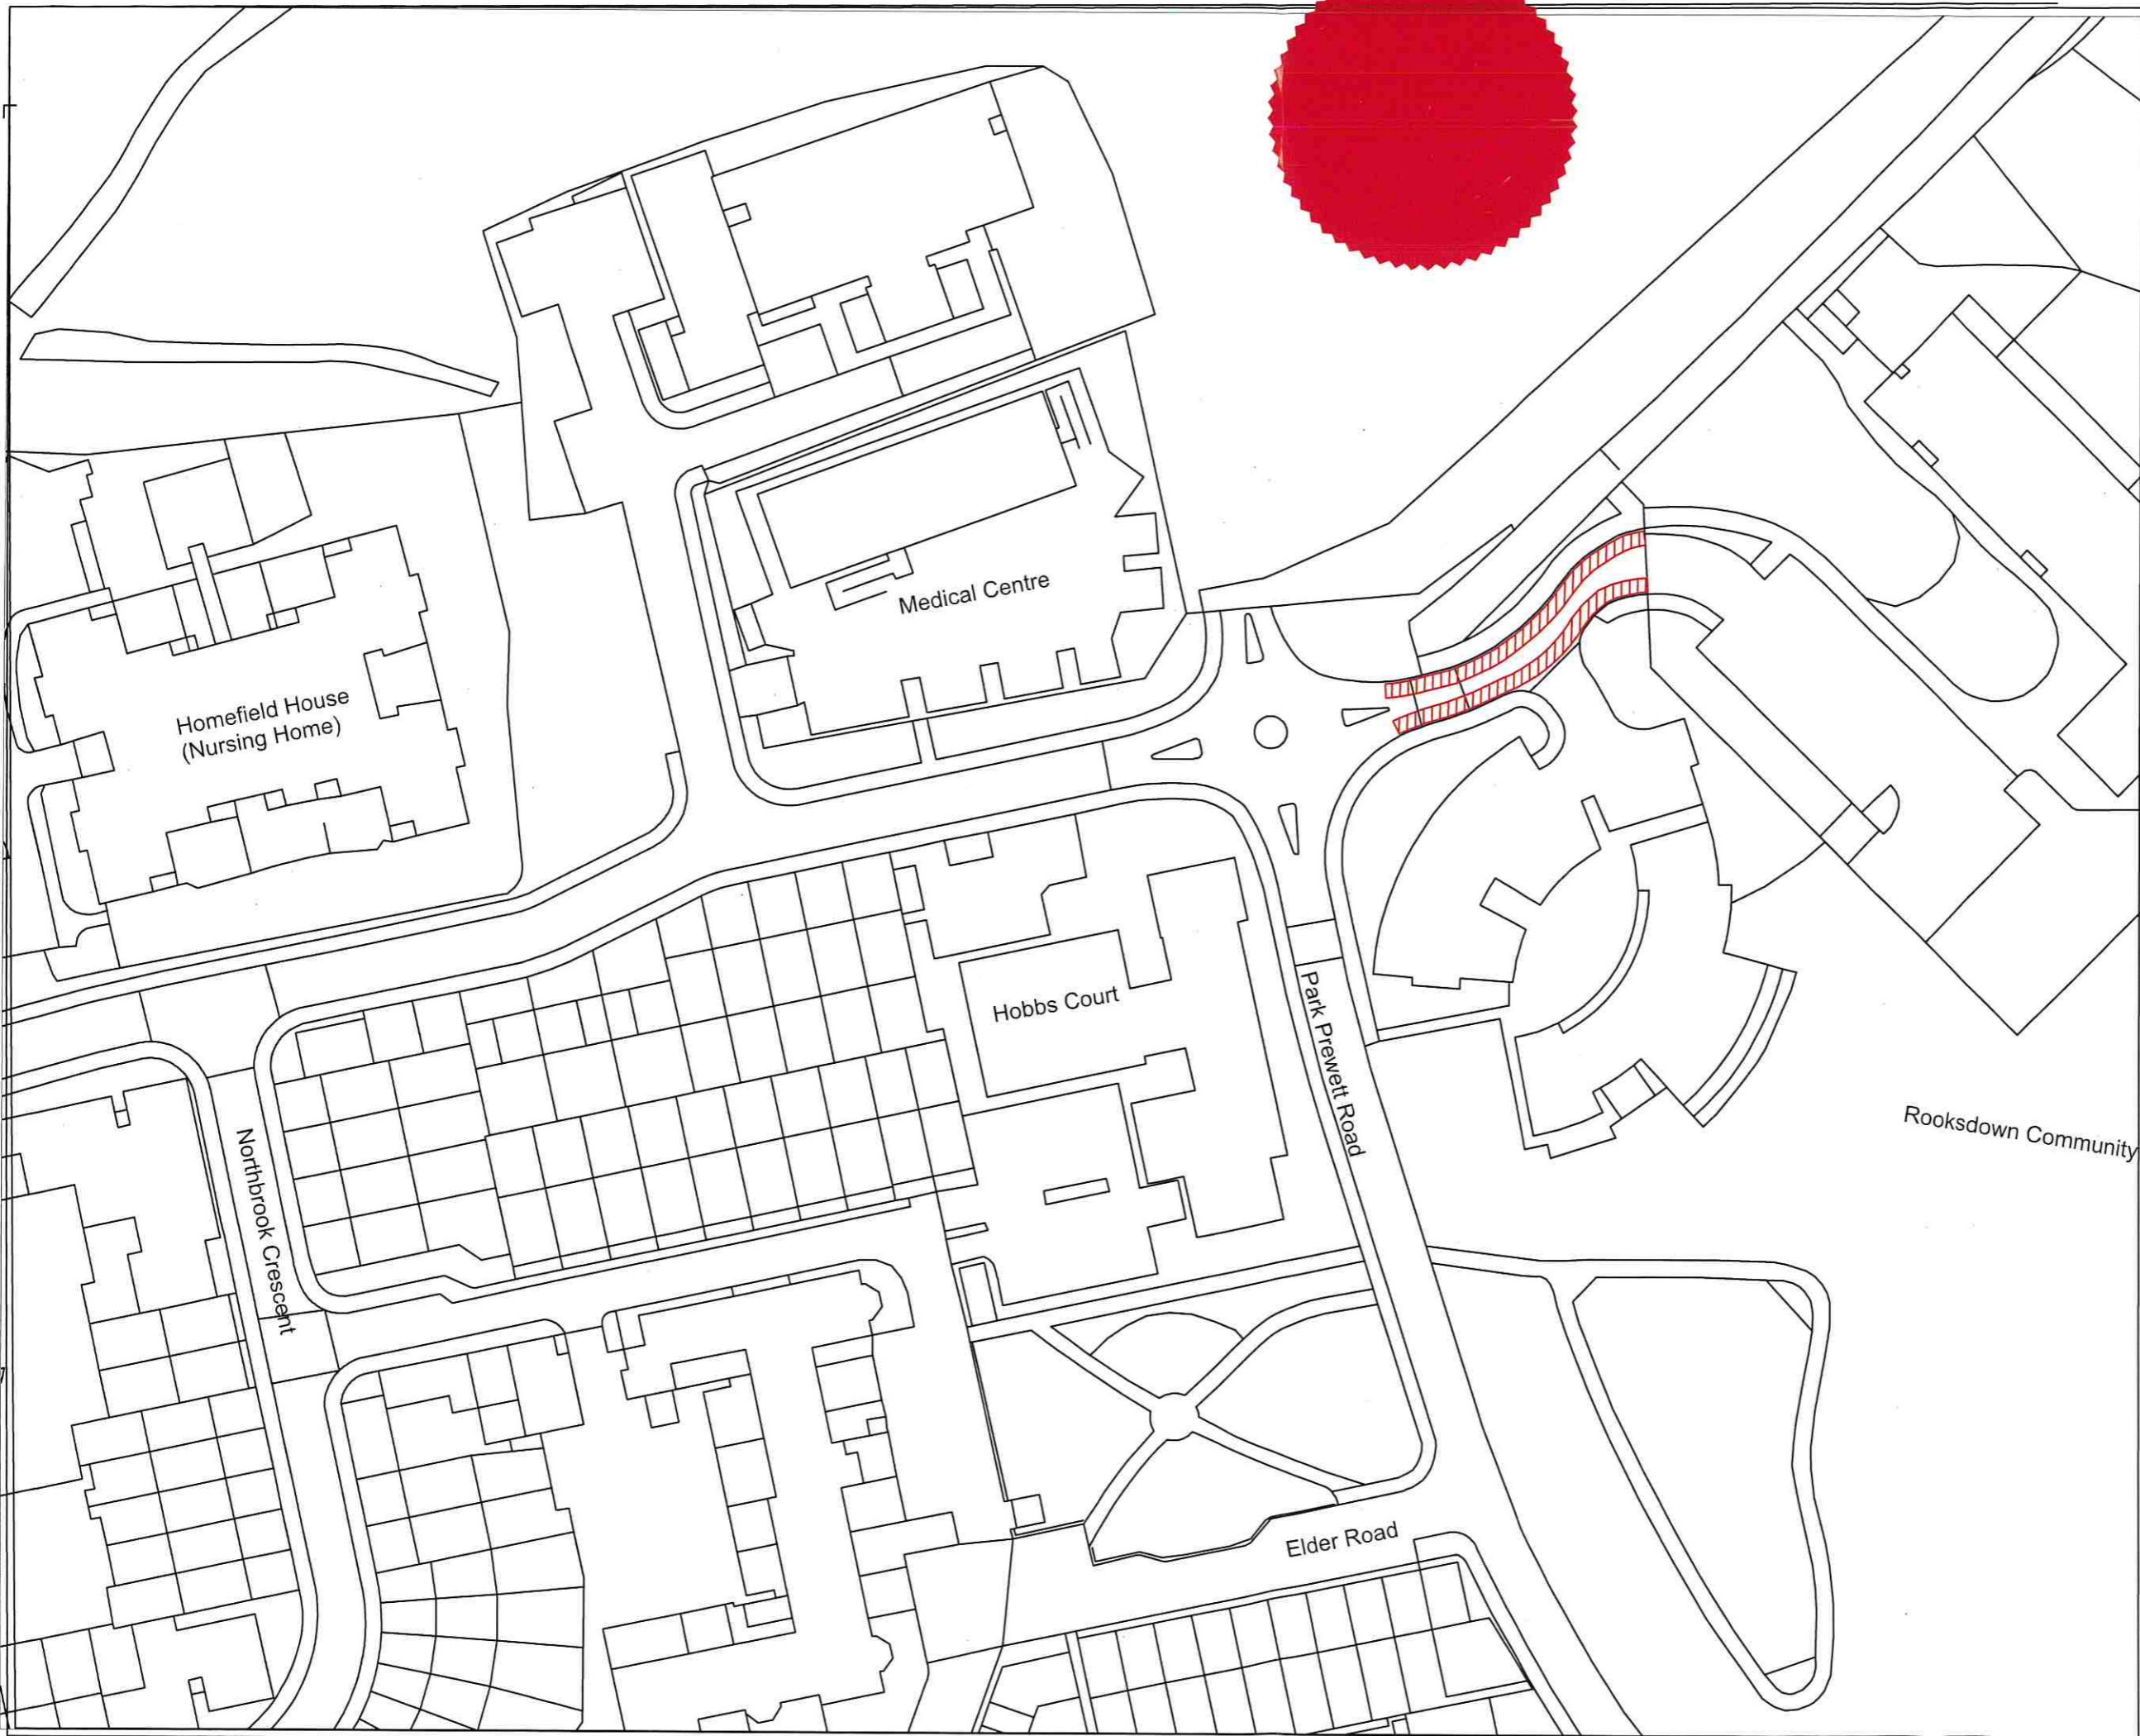 Medical Centre
Homefield House
(Nursing Home)
Hobbs Court
Park Prewett Road
Rooksdown Community
Northbrook Crescent
Elder Road